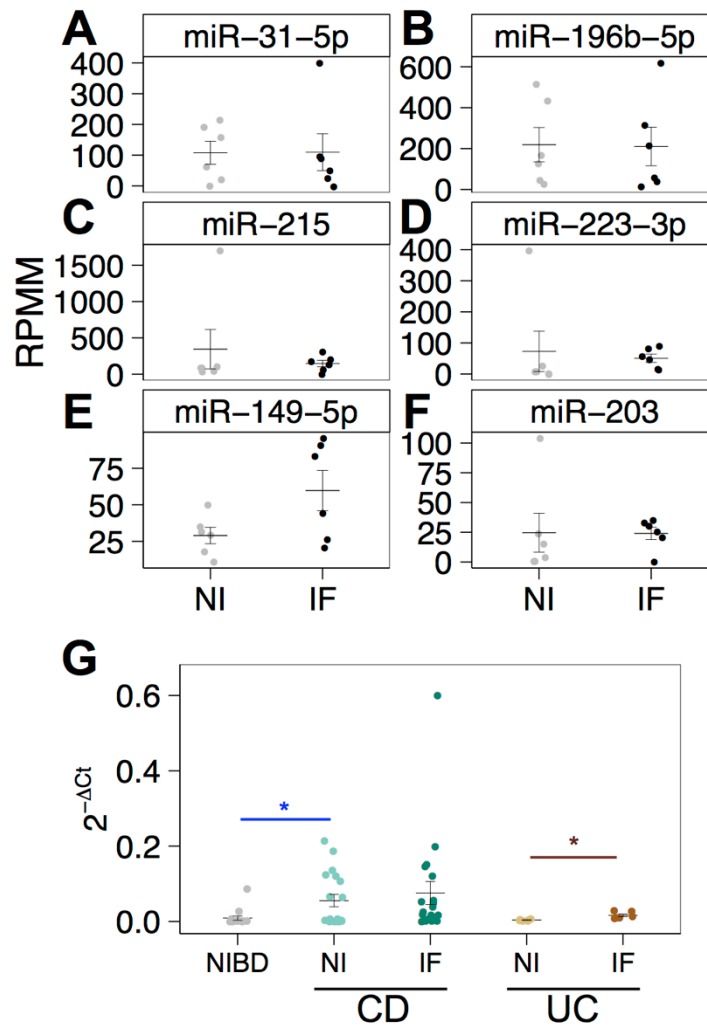 A miR−31−5p
400
300
200
100
0
B miR−196b−5p
600
400
200
0
C miR−215
1500
1000
500
0
D miR−223−3p
400
300
200
100
0
RPMM
E miR−149−5p
75
50
25
F miR−203
100
75
50
25
0
NI IF NI IF
G
0.6
0.4
0.2
0.0
2−ΔCt
*
*
NIBD NI IF NI IF
CD UC